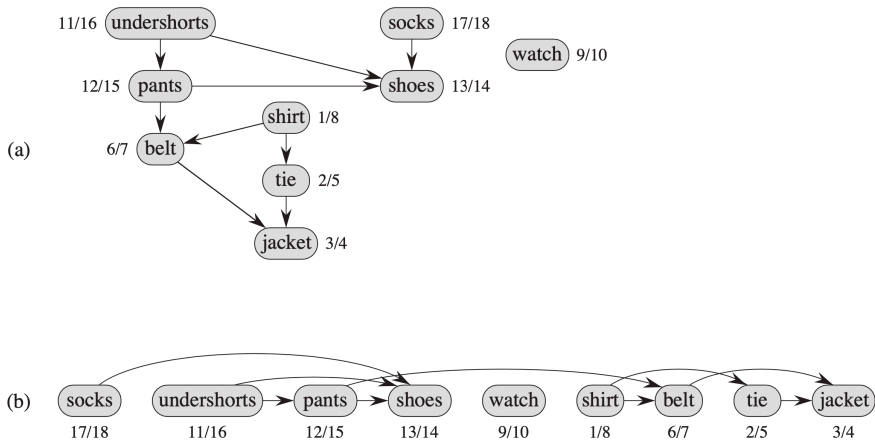 11/16 undershorts socks 17/18
watch 9/10
12/15 pants shoes 13/14
shirt 1/8
(a) 6/7 belt
tie 2/5
jacket 3/4
(b) socks undershorts pants shoes watch shirt belt tie jacket
17/18 11/16 12/15 13/14 9/10 1/8 6/7 2/5 3/4